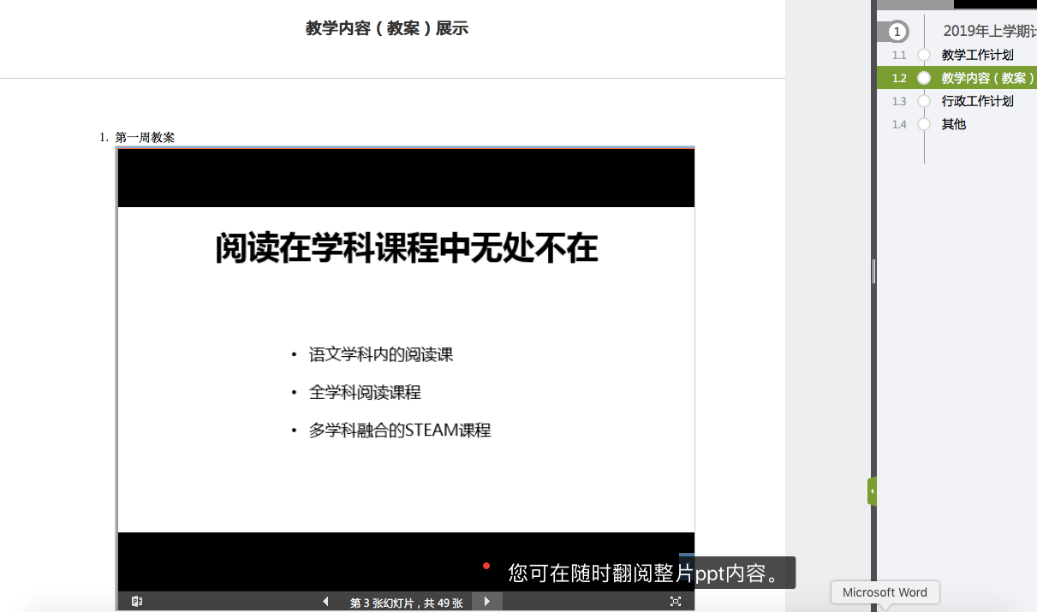 教学内容（教案）展示
1
2019年上学期
1.1 教学工作计划
1.2 教学内容（教案）
1.3 行政工作计划
1.4 其他
1. 第一周教案
阅读在学科课程中无处不在
• 语文学科内的阅读课
• 全学科阅读课程
• 多学科融合的STEAM课程
您可在随时翻阅整片ppt内容。
第 3 张幻灯片，共 49 张
Microsoft Word